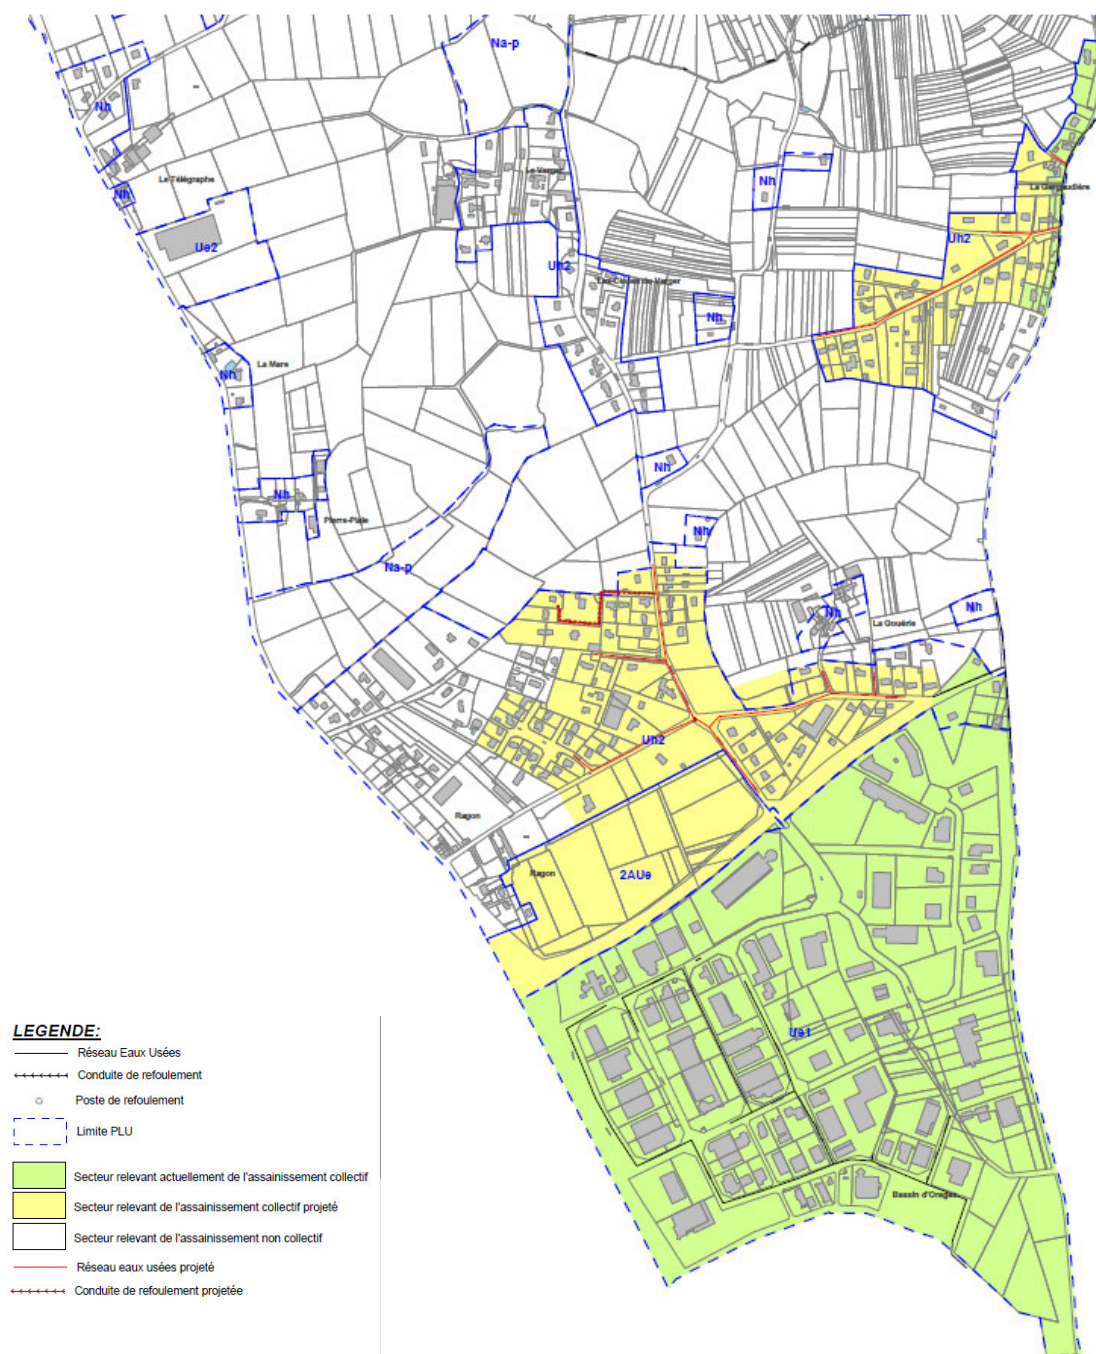 Na-p
Nh
La Gergaudière
Le Télégraphe
Le Verger
Nh
Nh
Ue2
Uh2
Uh2
Les Caves du Verger
Nh
La Mare
Nh
Nh
Nh
Pierre-Plate
Nh
Na-p
Nh
Nh
La Gouërie
Uh2
Ragon
Ragon
2AUe
Ue1
Bassin d'Orages
LEGENDE:
Réseau Eaux Usées
Conduite de refoulement
Poste de refoulement
Limite PLU
Secteur relevant actuellement de l'assainissement collectif
Secteur relevant de l'assainissement collectif projeté
Secteur relevant de l'assainissement non collectif
Réseau eaux usées projeté
Conduite de refoulement projetée